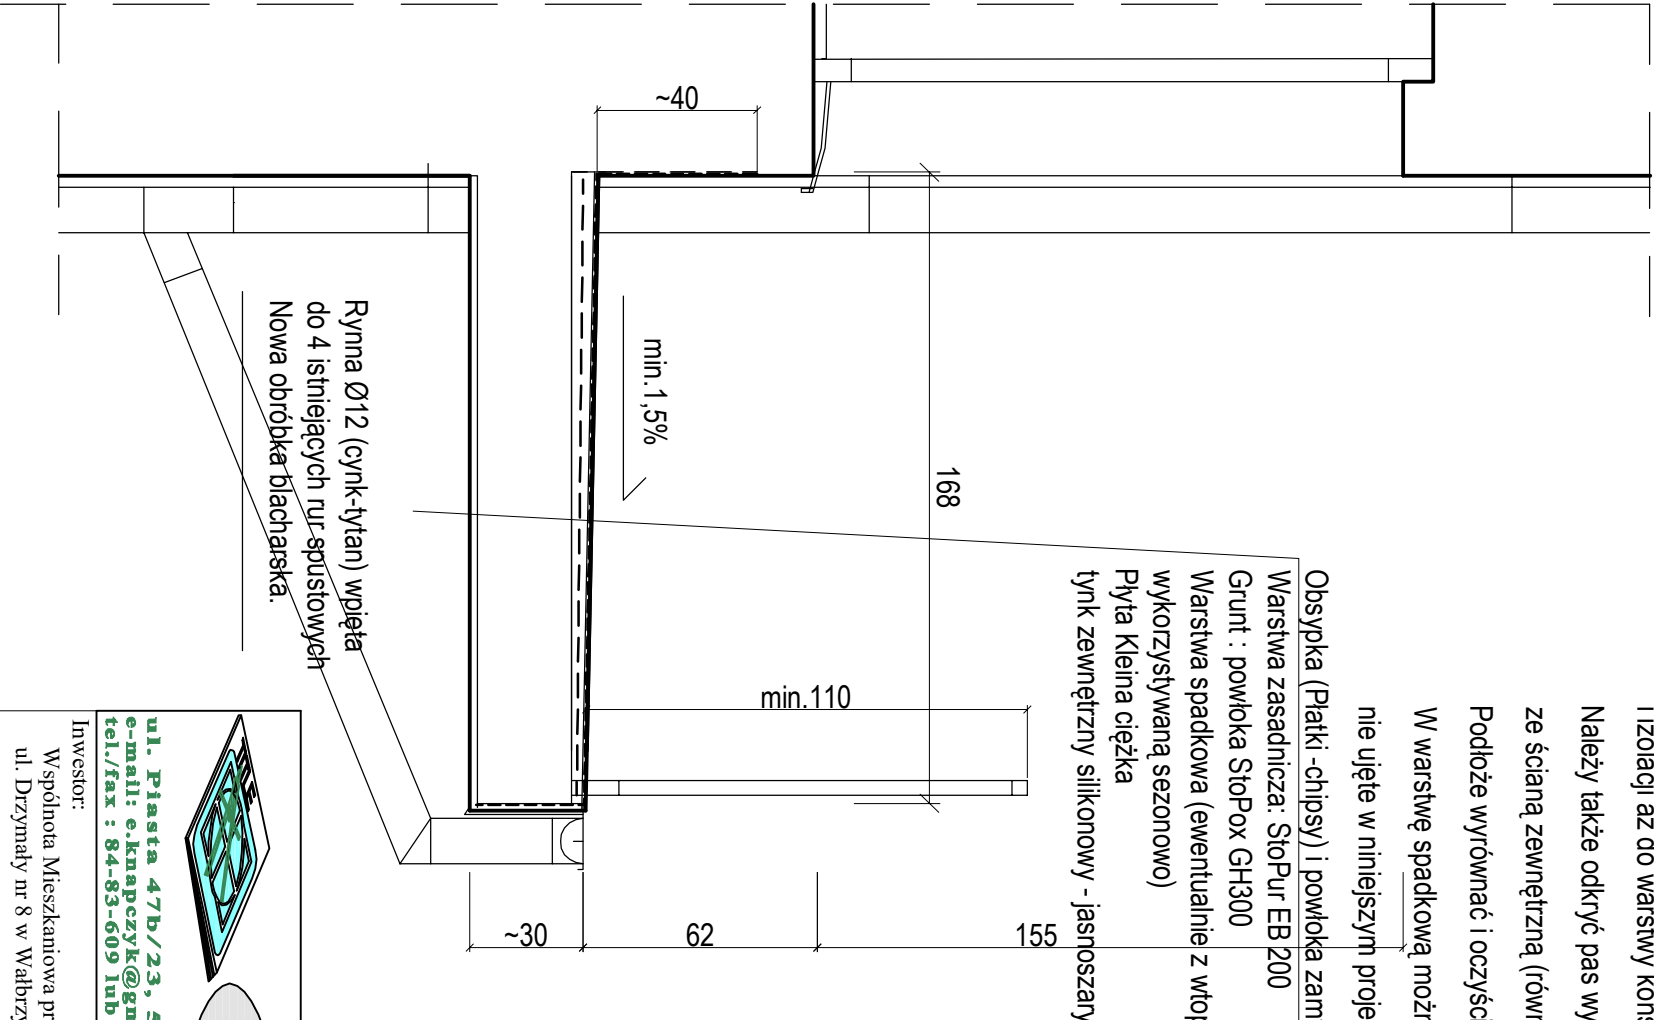 i izolacji aż do warstwy kons
Należy także odkryć pas wy
ze ścianą zewnętrzną (równ
Podłoże wyrównać i oczyści
W warstwę spadkową możn
nie ujęte w niniejszym proje
Obsypka (Płatki -chipsy) i powłoka zam
Warstwa zasadnicza: StoPur EB 200
Grunt : powłoka StoPox GH300
Warstwa spadkowa (ewentualnie z wtop
wykorzystywaną sezonowo)
Płyta Kleina ciężka
tynk zewnętrzny silikonowy - jasnoszary
~40
168
min.1,5%
min.110
Rynna Ø12 (cynk-tytan) wpięta
do 4 istniejących rur spustowych
Nowa obróbka blacharska.
~30
62
155
ul. Piasta 47b/23, 5
e-mail: e.knapczyk@gm
tel./fax : 84-83-609 lub
Inwestor:
Wspólnota Mieszkaniowa pr
ul. Drzymały nr 8 w Wałbrzy